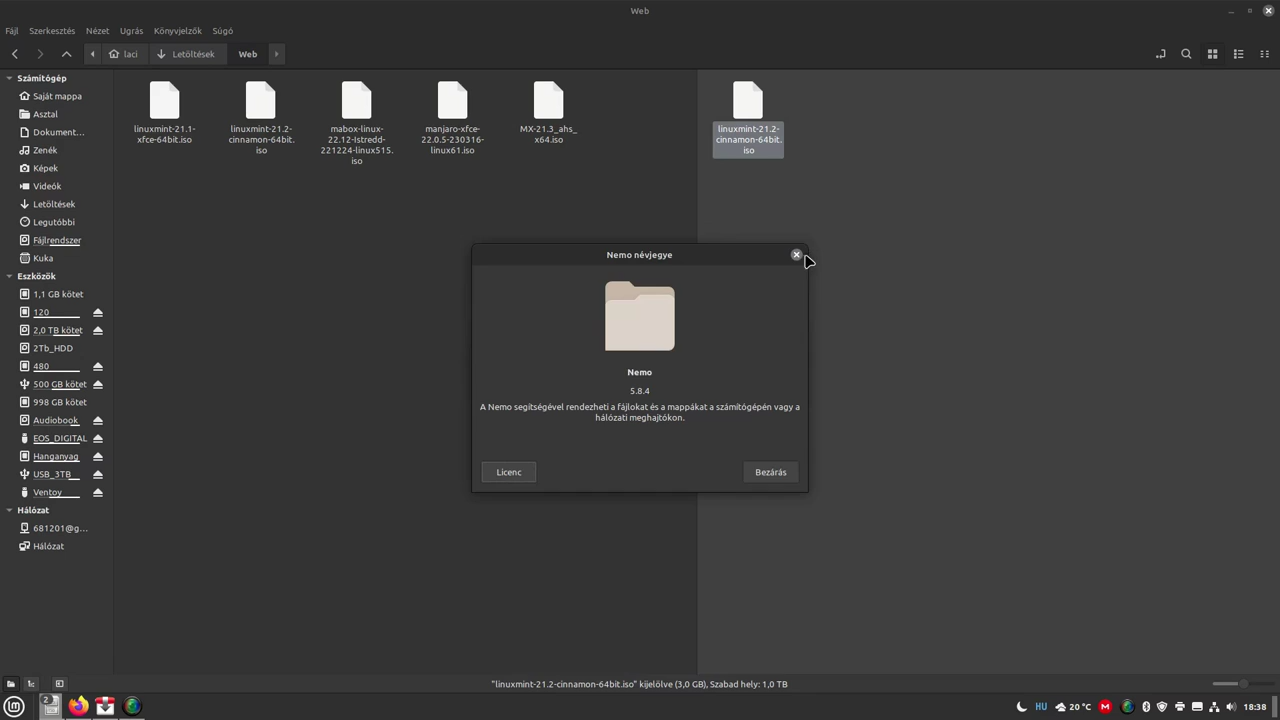 Web
Fájl Szerkesztés Nézet Ugrás Könyvjelzők Súgó
laci Letöltések Web
Számítógép
Saját mappa
Asztal
Dokument...
Zenék
Képek
Videók
Letöltések
Legutóbbi
Fájlrendszer
Kuka
Eszközök
1,1 GB kötet
120
2,0 TB kötet
2Tb_HDD
480
500 GB kötet
998 GB kötet
Audiobook
EOS_DIGITAL
Hanganyag
USB_3TB
Ventoy
Hálózat
681201@g...
Hálózat
linuxmint-21.1-
xfce-64bit.iso
linuxmint-21.2-
cinnamon-64bit.
iso
mabox-linux-
22.12-Istredd-
221224-linux515.
iso
manjaro-xfce-
22.0.5-230316-
linux61.iso
MX-21.3_ahs_
x64.iso
linuxmint-21.2-
cinnamon-64bit.
iso
Nemo névjegye
Nemo
5.8.4
A Nemo segítségével rendezheti a fájlokat és a mappákat a számítógépén vagy a
hálózati meghajtókon.
Licenc Bezárás
"linuxmint-21.2-cinnamon-64bit.iso" kijelölve (3,0 GB), Szabad hely: 1,0 TB
2 HU 20 °C M 18:38